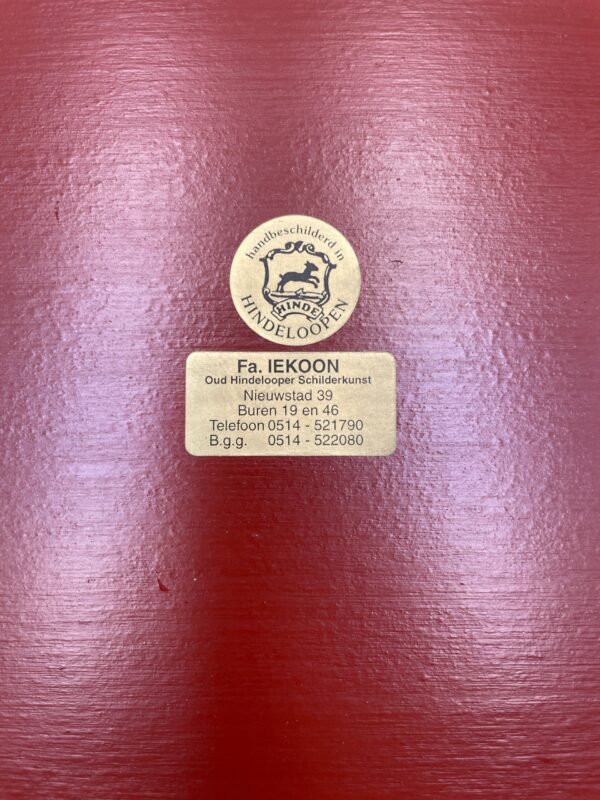 handbeschilderd in
HINDE
HINDELOOPEN
Fa. IEKOON
Oud Hindelooper Schilderkunst
Nieuwstad 39
Buren 19 en 46
Telefoon 0514 - 521790
B.g.g. 0514 - 522080